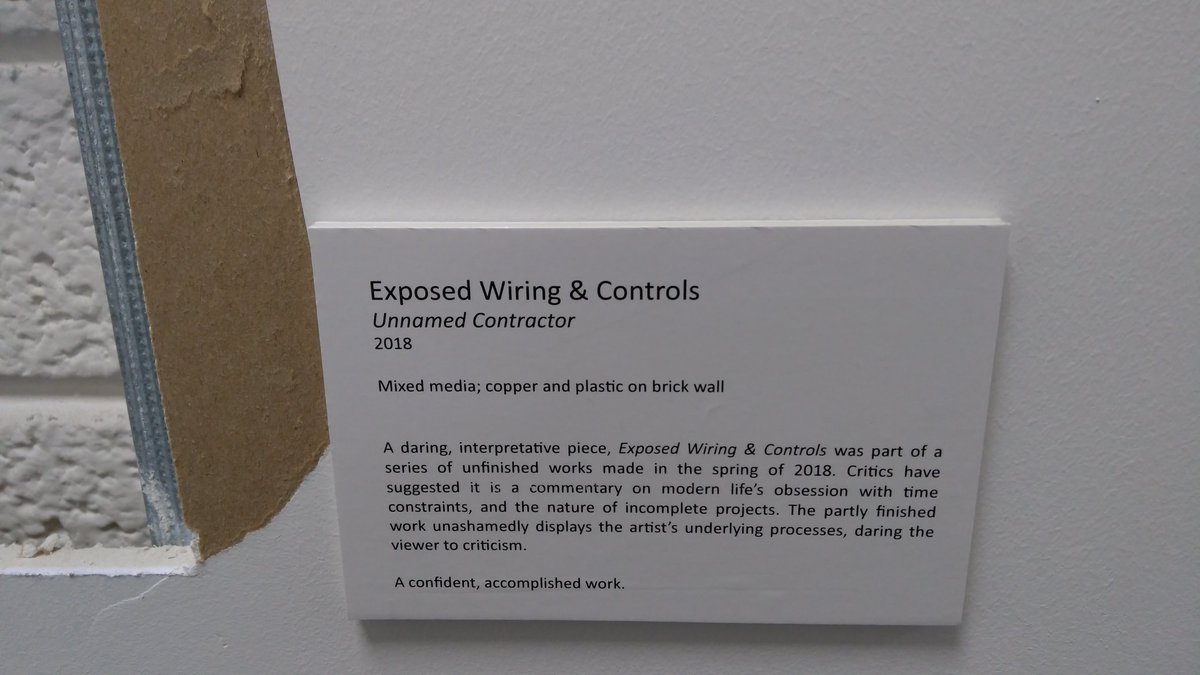 Exposed Wiring & Controls
Unnamed Contractor
2018
Mixed media; copper and plastic on brick wall
A daring, interpretative piece, Exposed Wiring & Controls was part of a
series of unfinished works made in the spring of 2018. Critics have
suggested it is a commentary on modern life's obsession with time
constraints, and the nature of incomplete projects. The partly finished
work unashamedly displays the artist's underlying processes, daring the
viewer to criticism.
A confident, accomplished work.